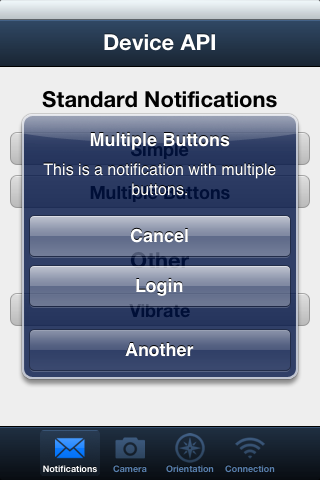 Device API
Standard Notifications
Simple
Multiple Buttons
Other
Vibrate
Multiple Buttons
This is a notification with multiple
buttons.
Cancel
Login
Another
Notifications
Camera
Orientation
Connection